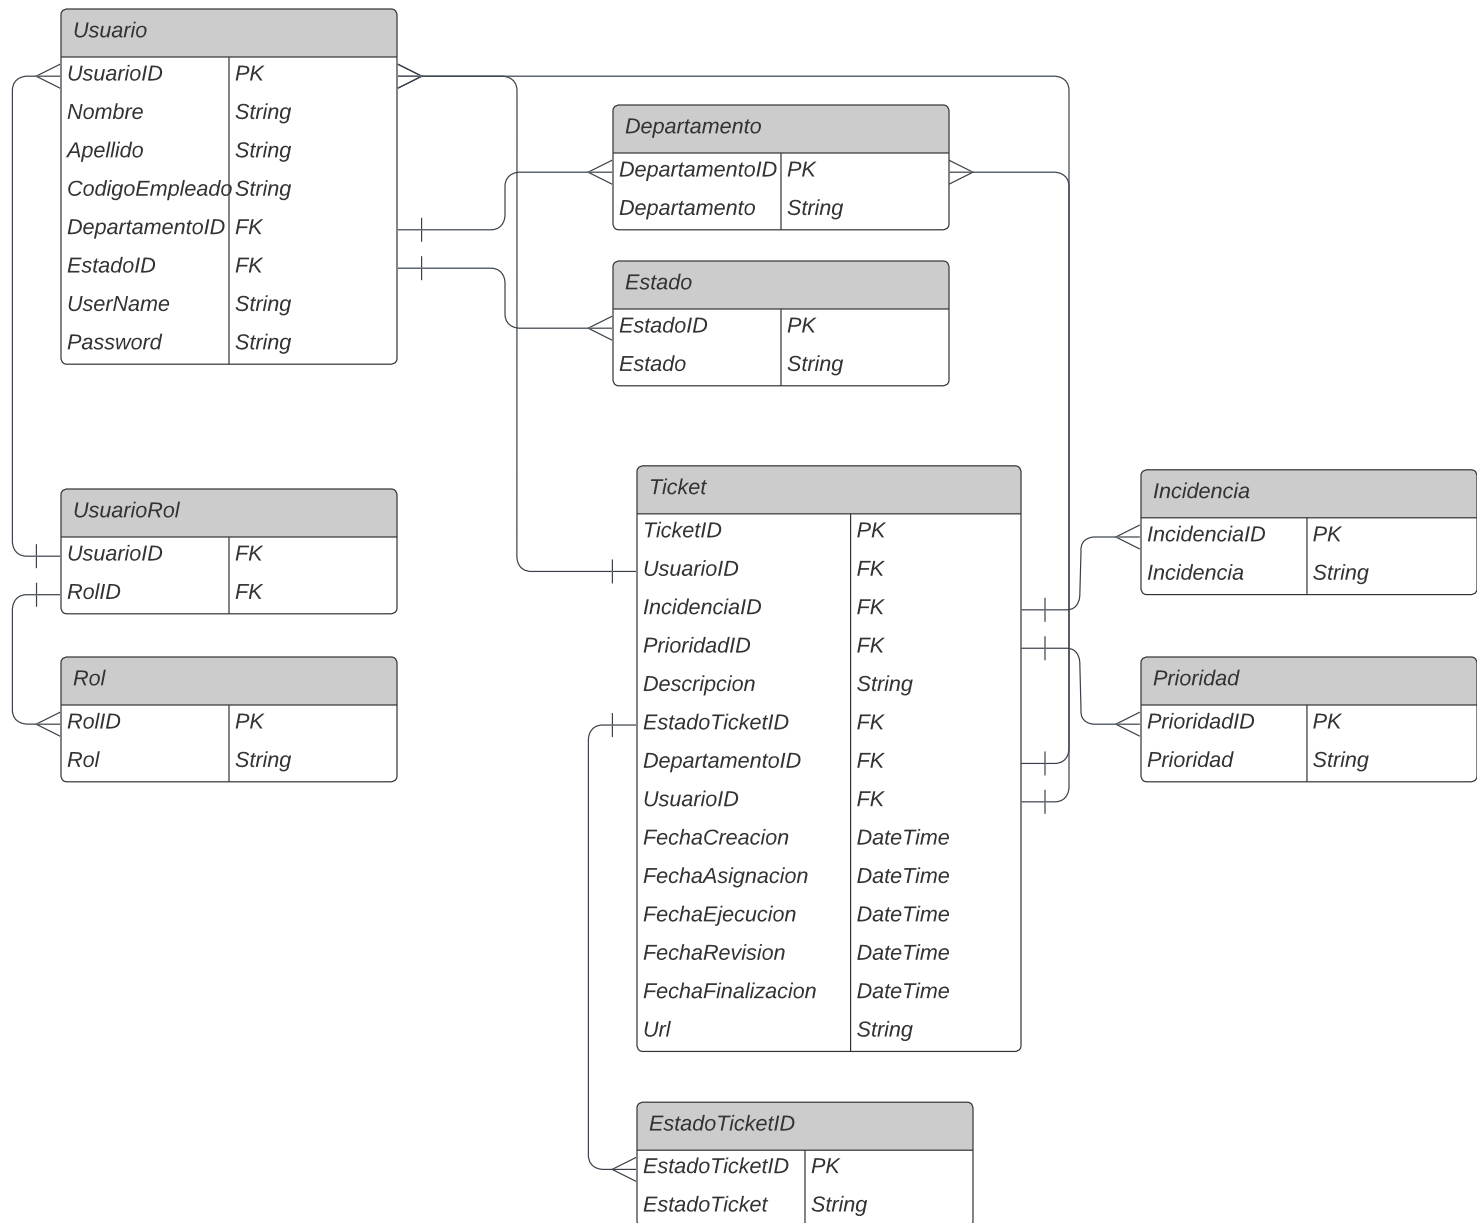 Usuario
UsuarioID PK
Nombre String
Apellido String
CodigoEmpleado String
DepartamentoID FK
EstadoID FK
UserName String
Password String
Departamento
DepartamentoID PK
Departamento String
Estado
EstadoID PK
Estado String
UsuarioRol
UsuarioID FK
RolID FK
Rol
RolID PK
Rol String
Ticket
TicketID PK
UsuarioID FK
IncidenciaID FK
PrioridadID FK
Descripcion String
EstadoTicketID FK
DepartamentoID FK
UsuarioID FK
FechaCreacion DateTime
FechaAsignacion DateTime
FechaEjecucion DateTime
FechaRevision DateTime
FechaFinalizacion DateTime
Url String
Incidencia
IncidenciaID PK
Incidencia String
Prioridad
PrioridadID PK
Prioridad String
EstadoTicketID
EstadoTicketID PK
EstadoTicket String